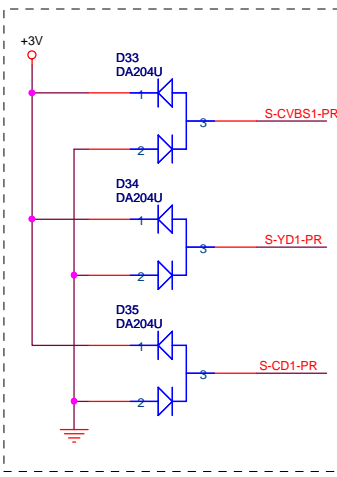 +3V
D33
DA204U
1
3
S-CVBS1-PR
2
D34
DA204U
1
3
S-YD1-PR
2
D35
DA204U
1
3
S-CD1-PR
2